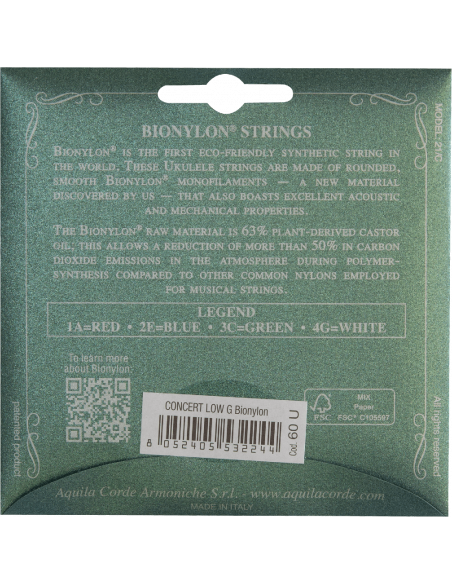 BIONYLON® STRINGS
BIONYLON® IS THE FIRST ECO-FRIENDLY SYNTHETIC STRING IN
THE WORLD. THESE UKULELE STRINGS ARE MADE OF ROUNDED,
SMOOTH BIONYLON® MONOFILAMENTS — A NEW MATERIAL
DISCOVERED BY US — THAT ALSO BOASTS EXCELLENT ACOUSTIC
AND MECHANICAL PROPERTIES.
THE BIONYLON® RAW MATERIAL IS 63% PLANT-DERIVED CASTOR
OIL, THIS ALLOWS A REDUCTION OF MORE THAN 50% IN CARBON
DIOXIDE EMISSIONS IN THE ATMOSPHERE DURING POLYMER-
SYNTHESIS COMPARED TO OTHER COMMON NYLONS EMPLOYED
FOR MUSICAL STRINGS.
LEGEND
1A=RED • 2E=BLUE • 3C=GREEN • 4G=WHITE
To learn more
about Bionylon:
CONCERT LOW G Bionylon
8 052405 532244
Cod. 60 U
FSC
MIX
Paper
FSC® C105597
MODEL 21IC
patented product
All rights reserved
Aquila Corde Armoniche S.r.l. - www.aquilacorde.com
MADE IN ITALY